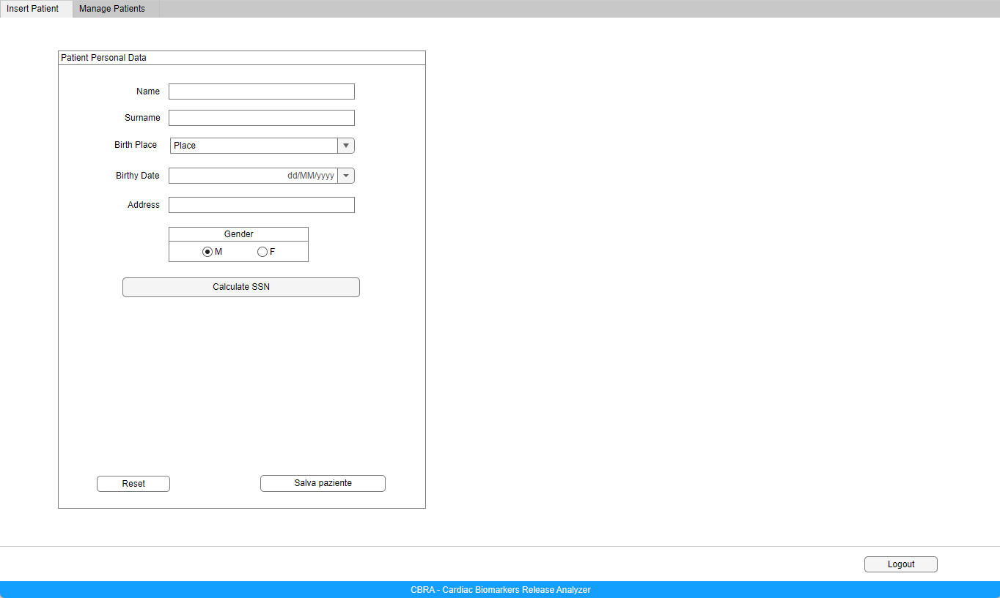 Insert Patient Manage Patients
Patient Personal Data
Name
Surname
Birth Place Place
Birthy Date dd/MM/yyyy
Address
Gender
M F
Calculate SSN
Reset Salva paziente
Logout
CBRA - Cardiac Biomarkers Release Analyzer